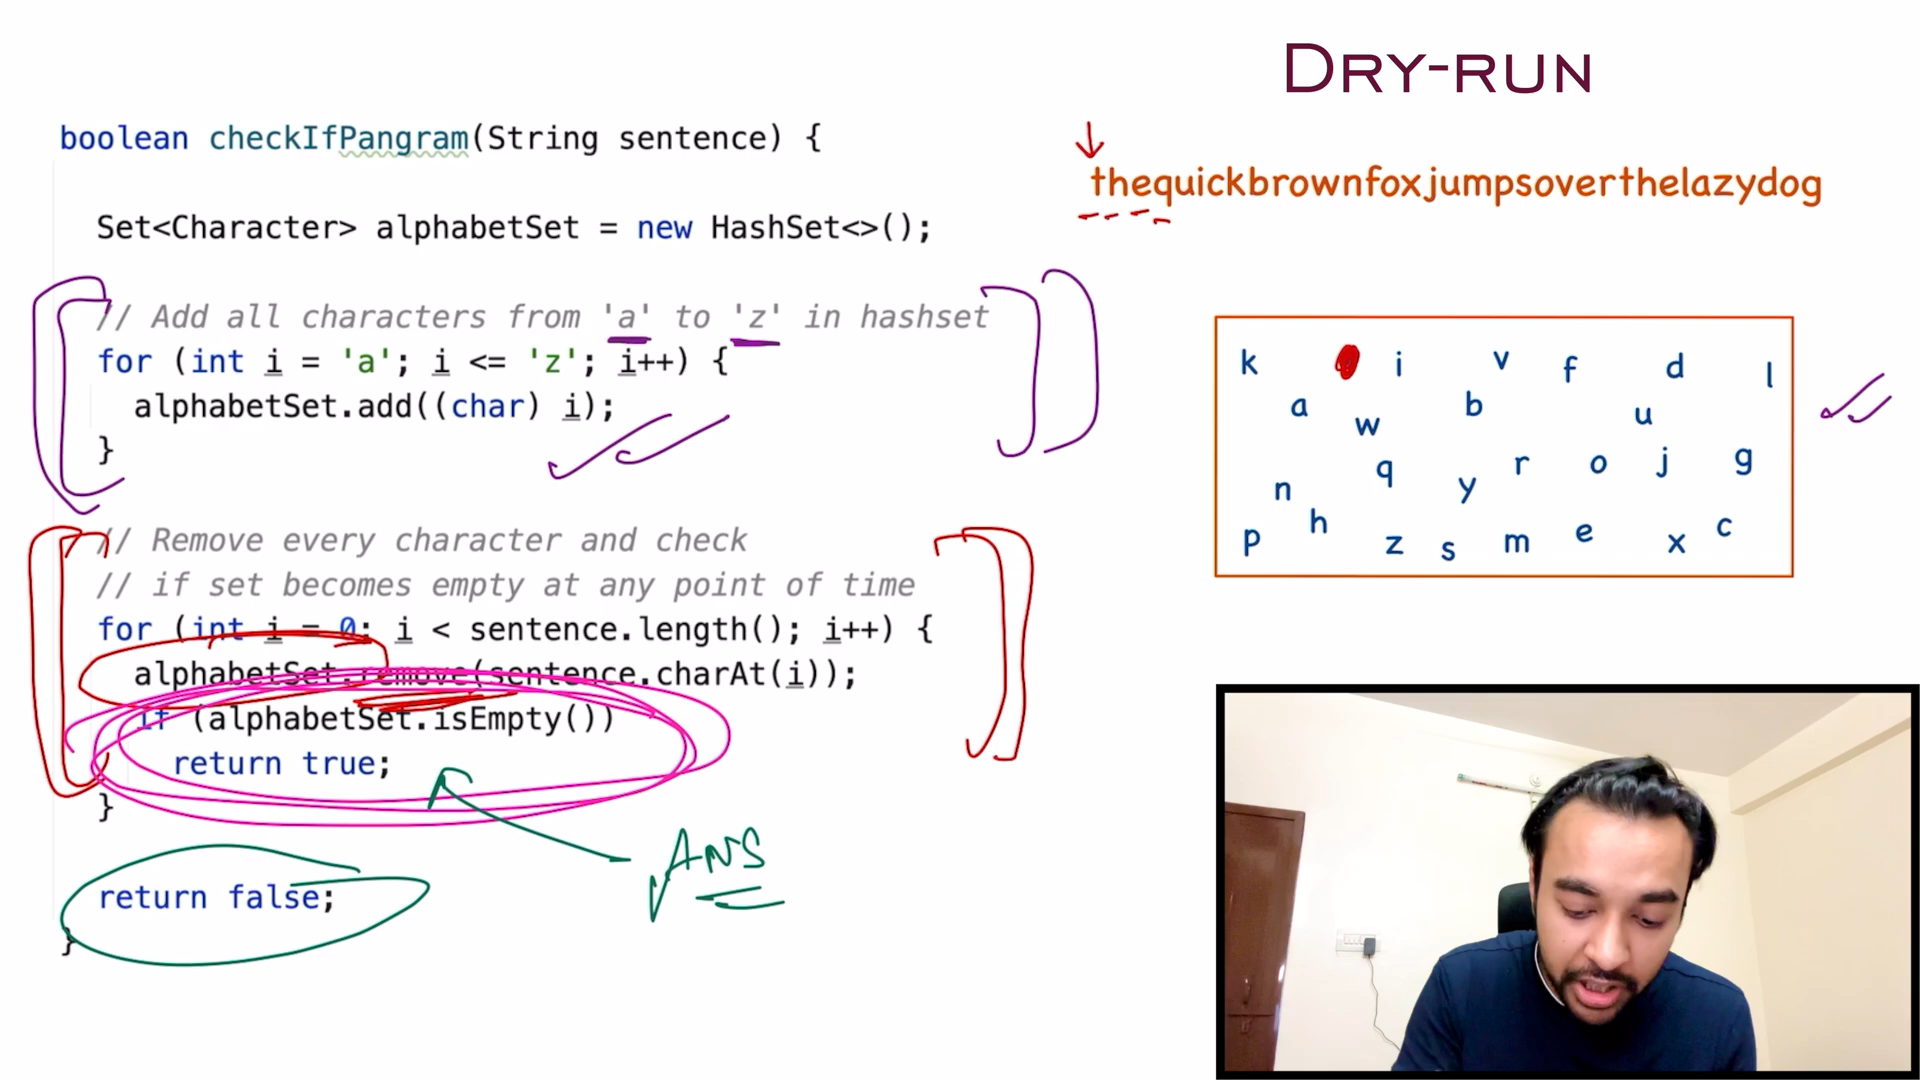 DRY-RUN
boolean checkIfPangram(String sentence) {
Set<Character> alphabetSet = new HashSet<>();
// Add all characters from 'a' to 'z' in hashset
for (int i = 'a'; i <= 'z'; i++) {
alphabetSet.add((char) i);
}
// Remove every character and check
// if set becomes empty at any point of time
for (int i = 0; i < sentence.length(); i++) {
alphabetSet.remove(sentence.charAt(i));
if (alphabetSet.isEmpty())
return true;
}
return false;
}
Ans
thequickbrownfoxjumpsoverthelazydog
k i v f d l
a w b u
q y r o j g
n h
p z s m e x c